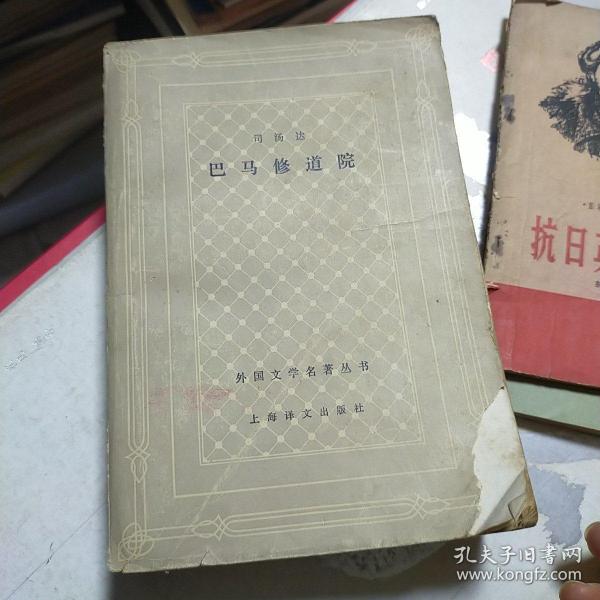 司汤达
巴马修道院
外国文学名著丛书
上海译文出版社
抗日
孔夫子旧书网
www.kongfz.com